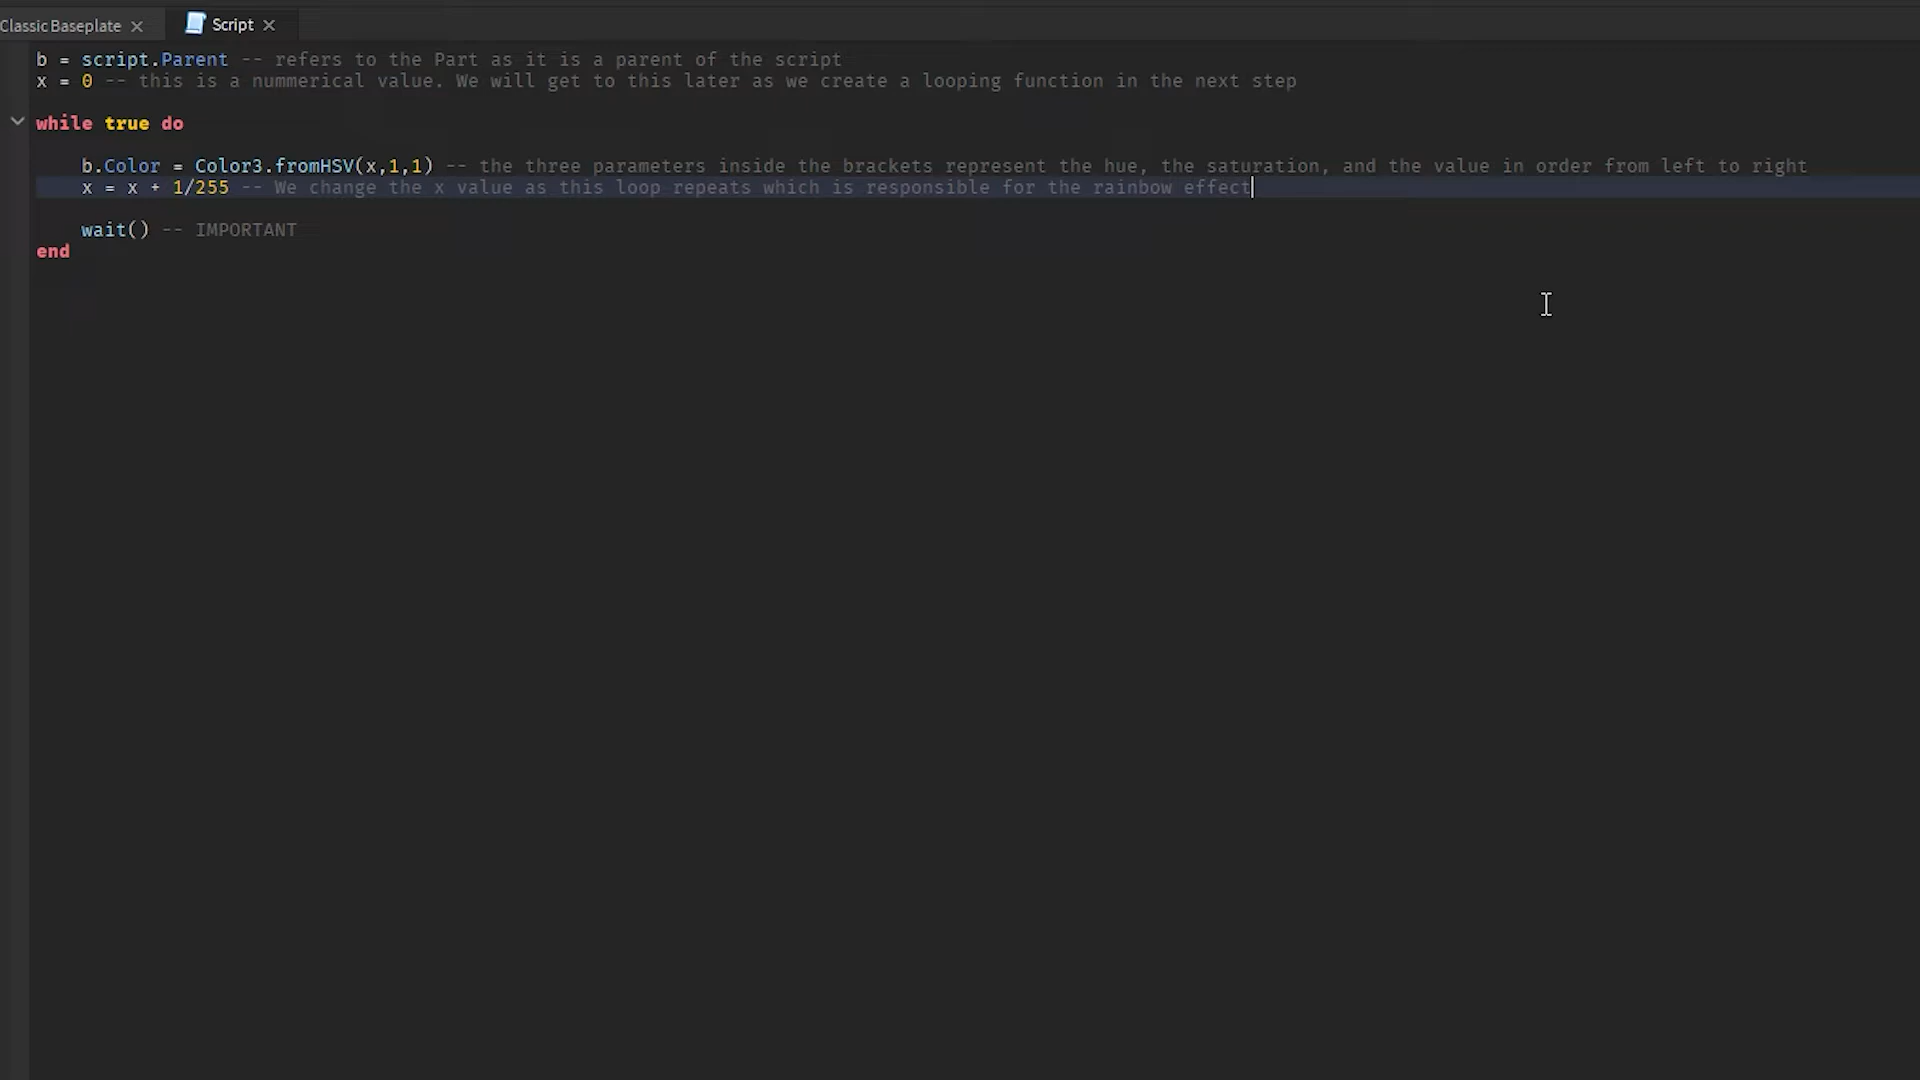 Classic Baseplate
Script
b = script.Parent -- refers to the Part as it is a parent of the script
x = 0 -- this is a nummerical value. We will get to this later as we create a looping function in the next step
while true do
b.Color = Color3.fromHSV(x,1,1) -- the three parameters inside the brackets represent the hue, the saturation, and the value in order from left to right
x = x + 1/255 -- We change the x value as this loop repeats which is responsible for the rainbow effect
wait() -- IMPORTANT
end